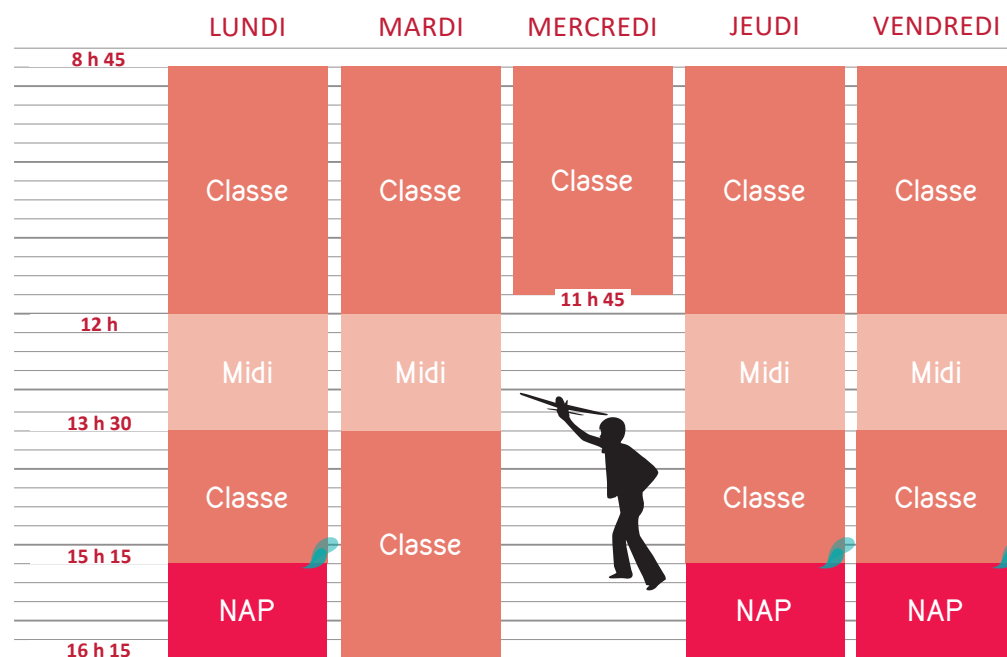 LUNDI MARDI MERCREDI JEUDI VENDREDI
8 h 45
Classe Classe Classe Classe Classe
11 h 45
12 h
Midi Midi Midi Midi
13 h 30
Classe Classe Classe
Classe
15 h 15
NAP NAP NAP
16 h 15